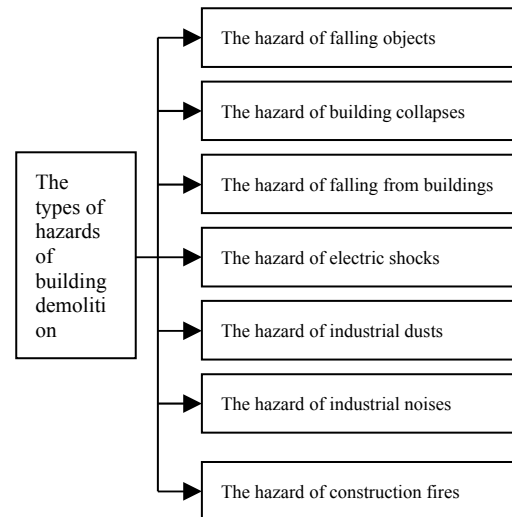 The hazard of falling objects
The hazard of building collapses
The hazard of falling from buildings
The
types of
hazards
of
building
demoliti
on
The hazard of electric shocks
The hazard of industrial dusts
The hazard of industrial noises
The hazard of construction fires